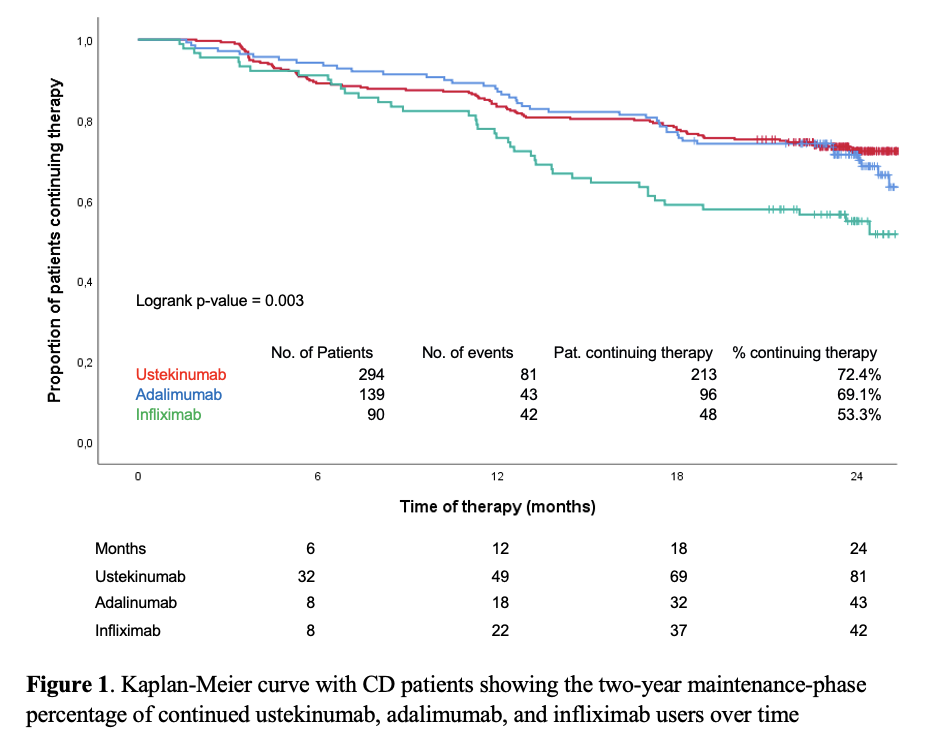 Proportion of patients continuing therapy
1,0
0,8
0,6
0,4
0,2
0,0
Logrank p-value = 0.003
No. of Patients No. of events Pat. continuing therapy % continuing therapy
Ustekinumab 294 81 213 72.4%
Adalimumab 139 43 96 69.1%
Infliximab 90 42 48 53.3%
0 6 12 18 24
Time of therapy (months)
Months 6 12 18 24
Ustekinumab 32 49 69 81
Adalinumab 8 18 32 43
Infliximab 8 22 37 42
Figure 1. Kaplan-Meier curve with CD patients showing the two-year maintenance-phase
percentage of continued ustekinumab, adalimumab, and infliximab users over time